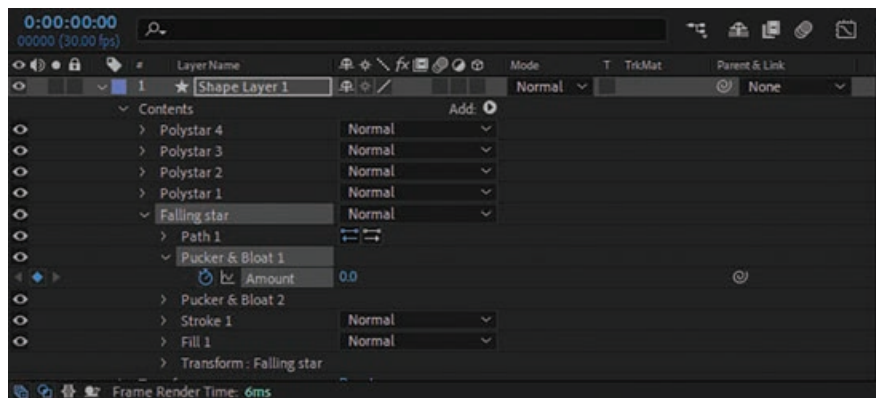 0:00:00:00
00000 (30.00 fps)
# Layer Name fx Mode T TrkMat Parent & Link
1 Shape Layer 1 Normal None
Contents Add:
Polystar 4 Normal
Polystar 3 Normal
Polystar 2 Normal
Polystar 1 Normal
Falling star Normal
Path 1
Pucker & Bloat 1
Amount 0.0
Pucker & Bloat 2
Stroke 1 Normal
Fill 1 Normal
Transform : Falling star
Frame Render Time: 6ms